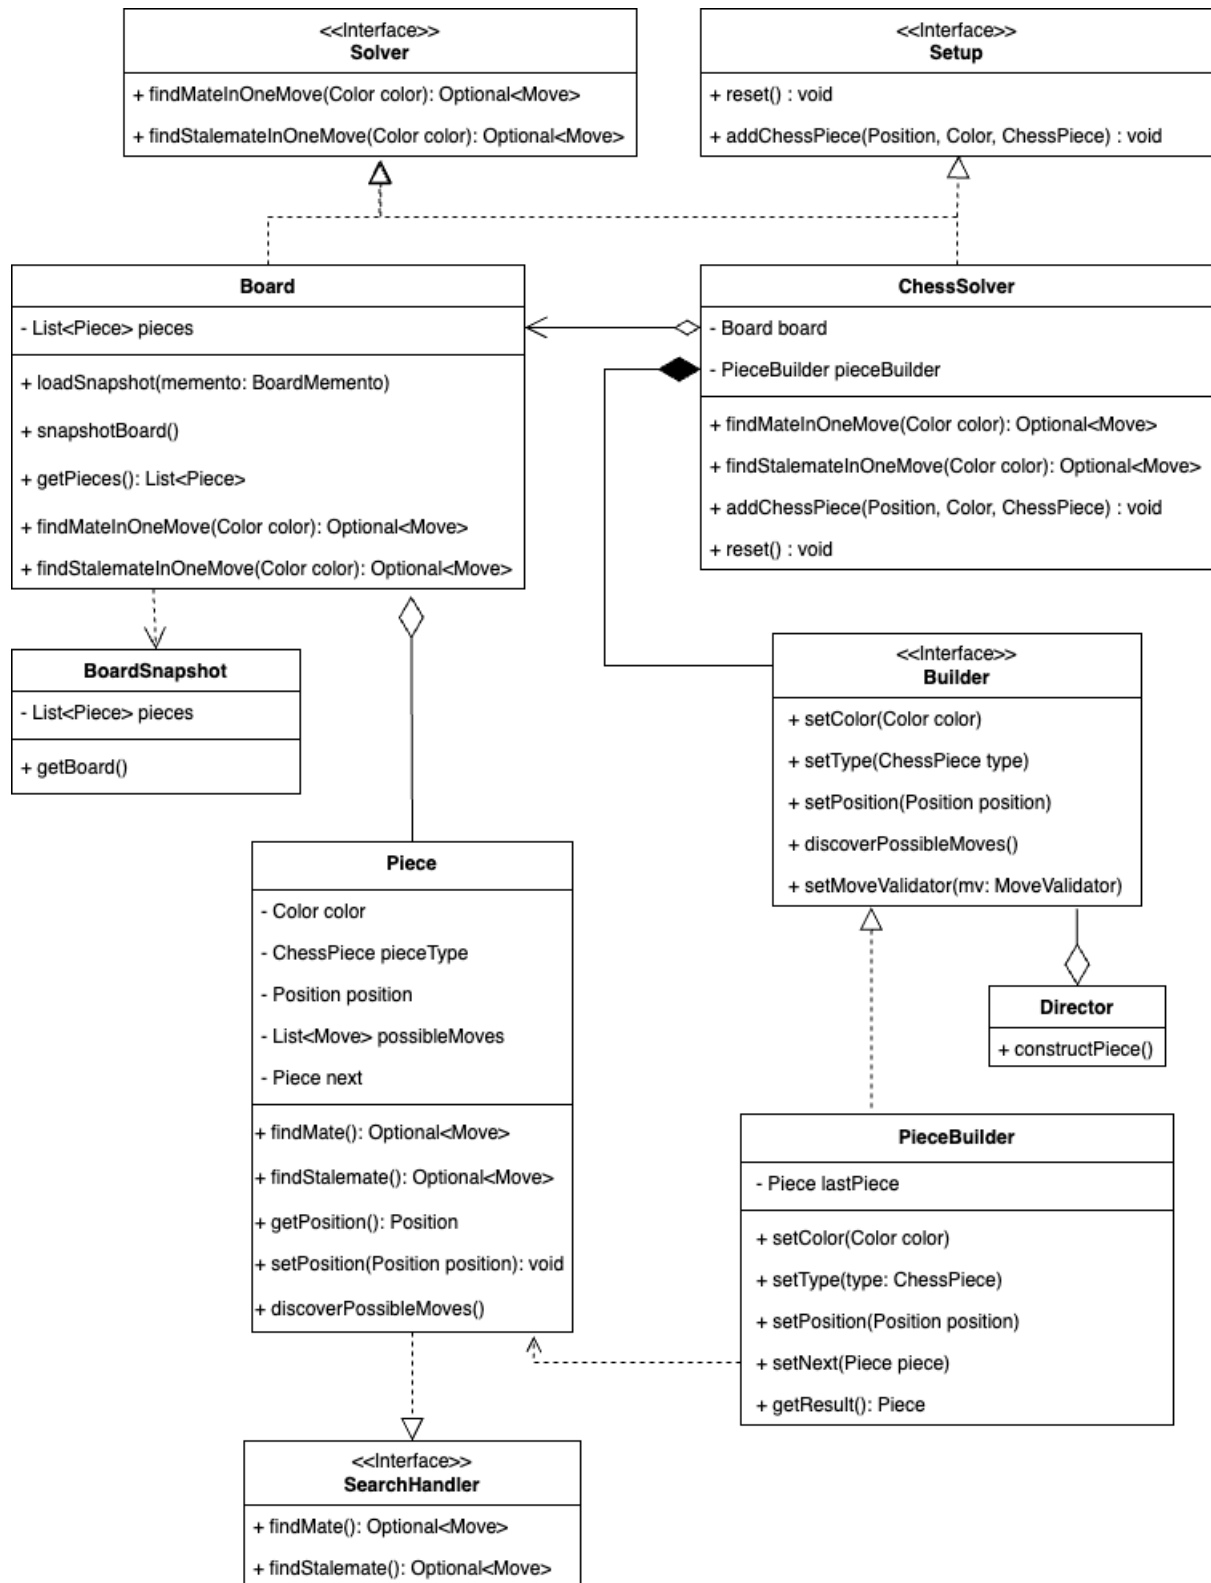 <<Interface>>
Solver
+ findMateInOneMove(Color color): Optional<Move>
+ findStalemateInOneMove(Color color): Optional<Move>
<<Interface>>
Setup
+ reset() : void
+ addChessPiece(Position, Color, ChessPiece) : void
Board
- List<Piece> pieces
+ loadSnapshot(memento: BoardMemento)
+ snapshotBoard()
+ getPieces(): List<Piece>
+ findMateInOneMove(Color color): Optional<Move>
+ findStalemateInOneMove(Color color): Optional<Move>
ChessSolver
- Board board
- PieceBuilder pieceBuilder
+ findMateInOneMove(Color color): Optional<Move>
+ findStalemateInOneMove(Color color): Optional<Move>
+ addChessPiece(Position, Color, ChessPiece) : void
+ reset() : void
BoardSnapshot
- List<Piece> pieces
+ getBoard()
<<Interface>>
Builder
+ setColor(Color color)
+ setType(ChessPiece type)
+ setPosition(Position position)
+ discoverPossibleMoves()
+ setMoveValidator(mv: MoveValidator)
Piece
- Color color
- ChessPiece pieceType
- Position position
- List<Move> possibleMoves
- Piece next
+ findMate(): Optional<Move>
+ findStalemate(): Optional<Move>
+ getPosition(): Position
+ setPosition(Position position): void
+ discoverPossibleMoves()
Director
+ constructPiece()
PieceBuilder
- Piece lastPiece
+ setColor(Color color)
+ setType(type: ChessPiece)
+ setPosition(Position position)
+ setNext(Piece piece)
+ getResult(): Piece
<<Interface>>
SearchHandler
+ findMate(): Optional<Move>
+ findStalemate(): Optional<Move>